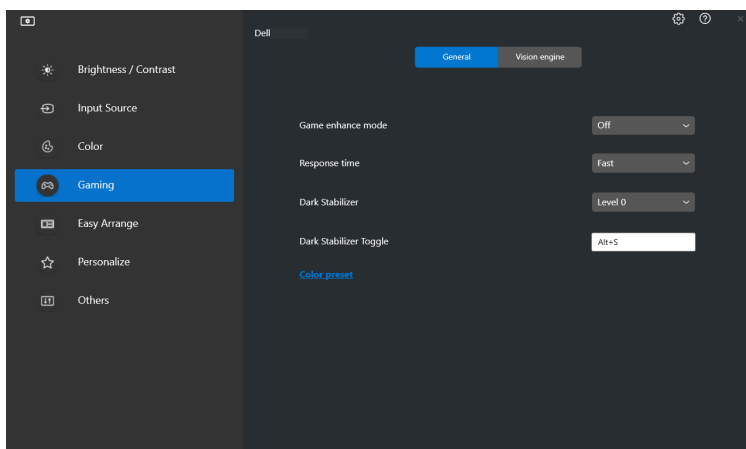 Dell
General
Vision engine
Brightness / Contrast
Input Source
Color
Gaming
Easy Arrange
Personalize
Others
Game enhance mode
Off
Response time
Fast
Dark Stabilizer
Level 0
Dark Stabilizer Toggle
Alt+S
Color preset